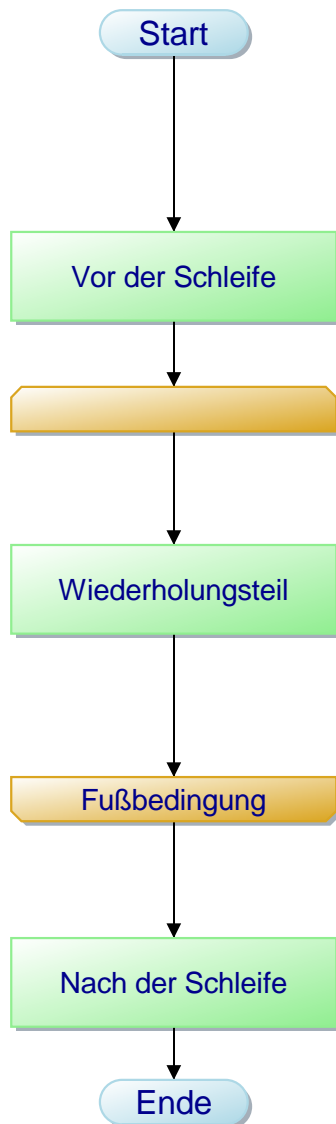 Start
Vor der Schleife
Wiederholungsteil
Fußbedingung
Nach der Schleife
Ende